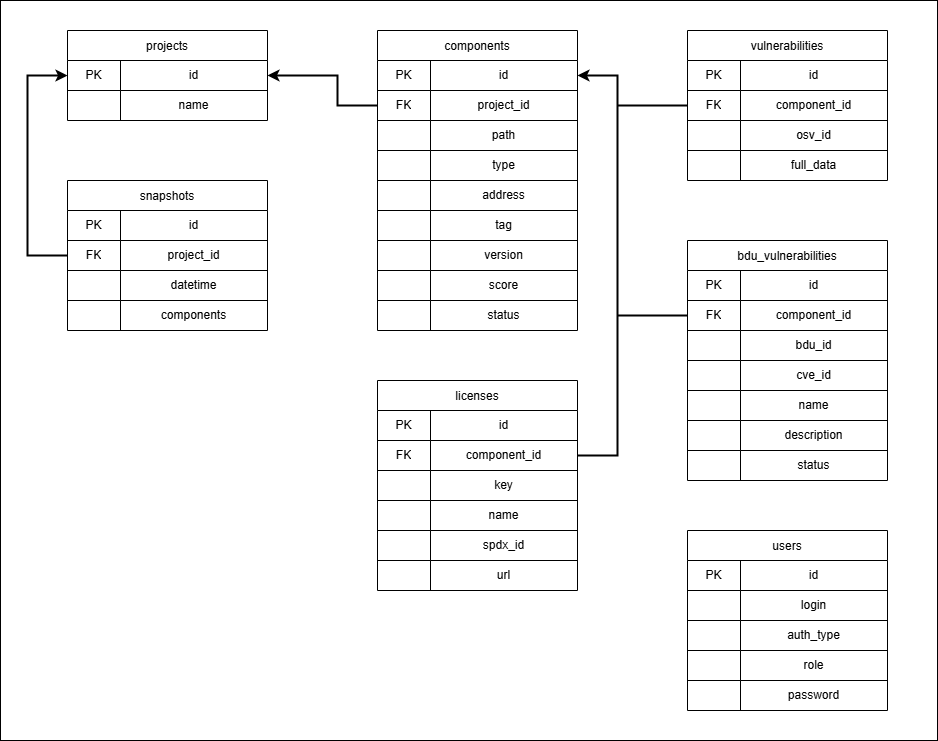 projects
PK id
name
snapshots
PK id
FK project_id
datetime
components
components
PK id
FK project_id
path
type
address
tag
version
score
status
licenses
PK id
FK component_id
key
name
spdx_id
url
vulnerabilities
PK id
FK component_id
osv_id
full_data
bdu_vulnerabilities
PK id
FK component_id
bdu_id
cve_id
name
description
status
users
PK id
login
auth_type
role
password